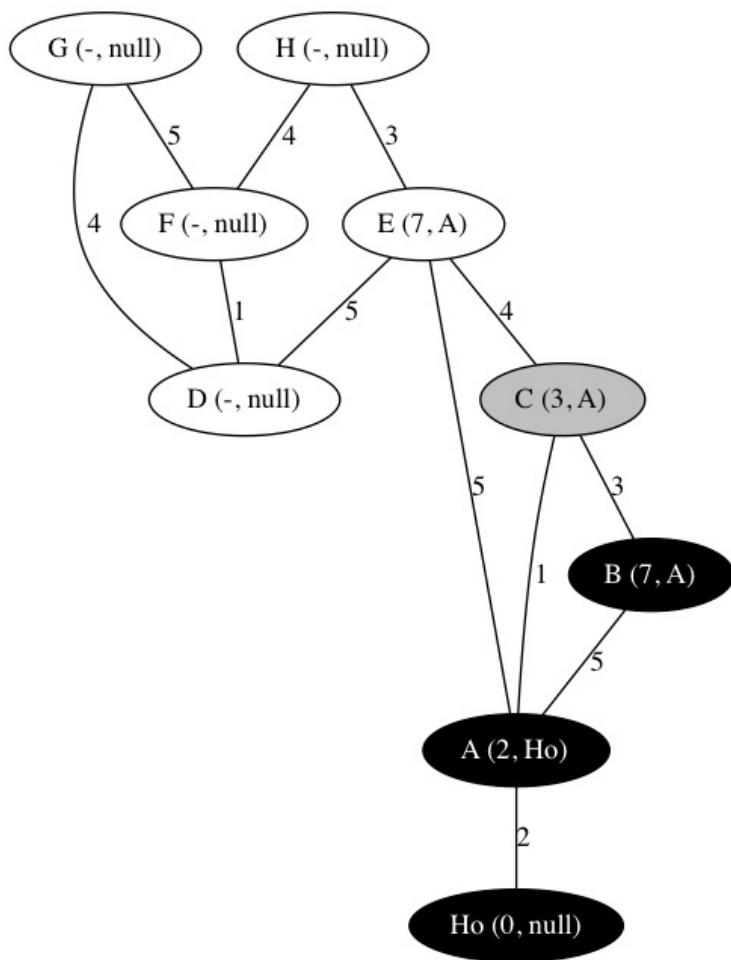 G (-, null)
H (-, null)
5
4
3
4
F (-, null)
E (7, A)
1
5
4
D (-, null)
C (3, A)
5
3
1
B (7, A)
5
A (2, Ho)
2
Ho (0, null)